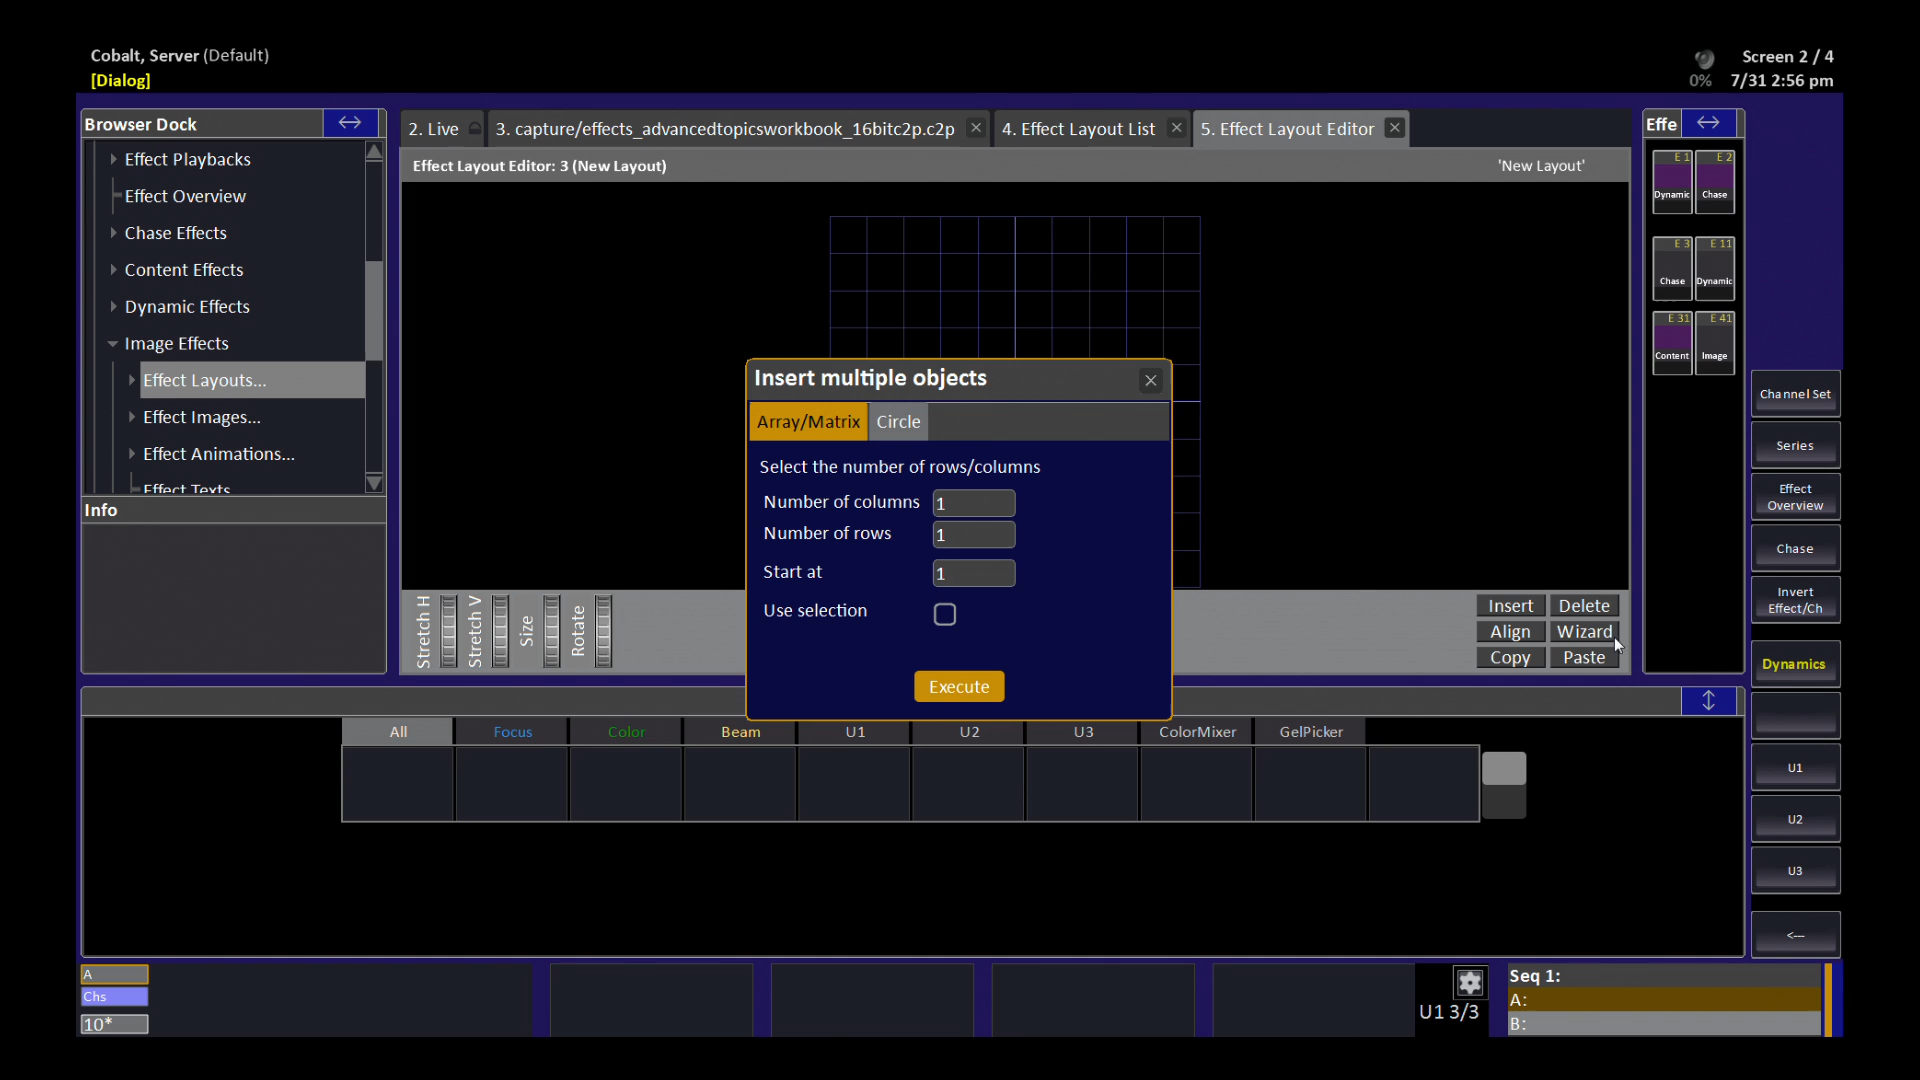 Cobalt, Server (Default)
[Dialog]
Screen 2 / 4
0% 7/31 2:56 pm
Browser Dock
Effect Playbacks
Effect Overview
Chase Effects
Content Effects
Dynamic Effects
Image Effects
Effect Layouts...
Effect Images...
Effect Animations...
Effect Texts
Info
2. Live
3. capture/effects_advancedtopicsworkbook_16bitc2p.c2p
4. Effect Layout List
5. Effect Layout Editor
Effect Layout Editor: 3 (New Layout)
'New Layout'
Insert multiple objects
Array/Matrix
Circle
Select the number of rows/columns
Number of columns 1
Number of rows 1
Start at 1
Use selection
Execute
Stretch H
Stretch V
Size
Rotate
Insert
Delete
Align
Wizard
Copy
Paste
Effe
E 1
Dynamic
E 2
Chase
E 3
Chase
E 11
Dynamic
E 31
Content
E 41
Image
Channel Set
Series
Effect
Overview
Chase
Invert
Effect/Ch
Dynamics
U1
U2
U3
<---
All
Focus
Color
Beam
U1
U2
U3
ColorMixer
GelPicker
A
Chs
10*
U1 3/3
Seq 1:
A:
B: